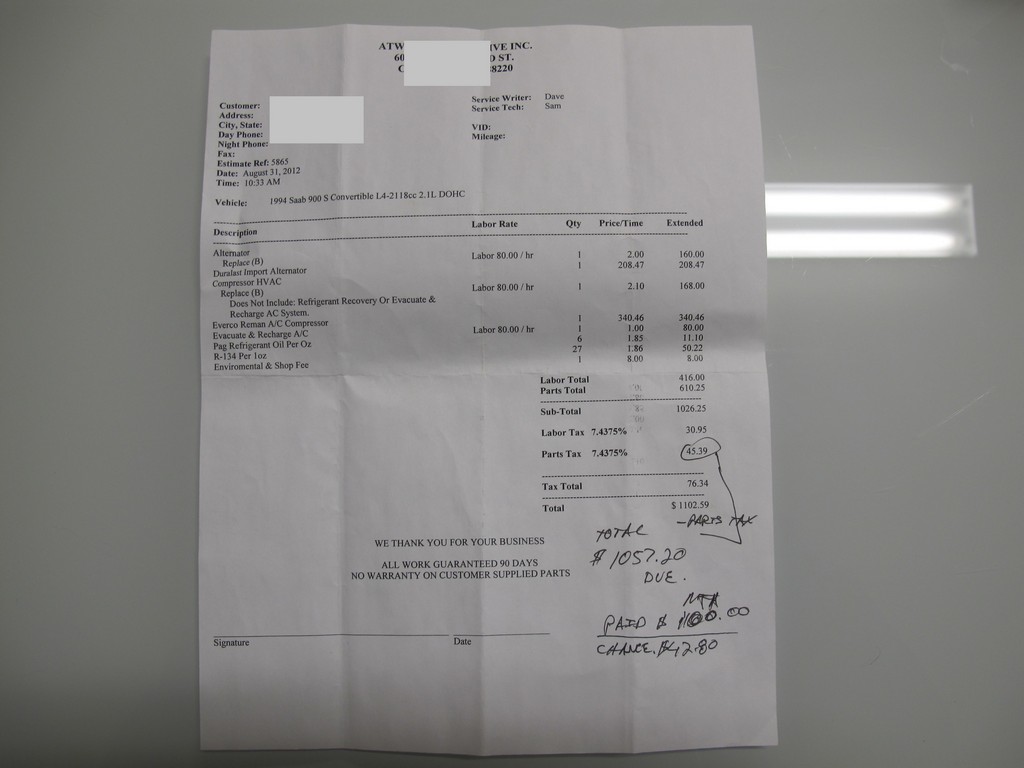 ATW IVE INC.
60 D ST.
C 88220
Customer:
Address:
City, State:
Day Phone:
Night Phone:
Fax:
Estimate Ref: 5865
Date: August 31, 2012
Time: 10:33 AM
Service Writer: Dave
Service Tech: Sam
VID:
Mileage:
Vehicle: 1994 Saab 900 S Convertible L4-2118cc 2.1L DOHC
Description Labor Rate Qty Price/Time Extended
Alternator
Replace (B) Labor 80.00 / hr 1 2.00 160.00
Duralast Import Alternator 1 208.47 208.47
Compressor HVAC
Replace (B) Labor 80.00 / hr 1 2.10 168.00
Does Not Include: Refrigerant Recovery Or Evacuate &
Recharge AC System.
Everco Reman A/C Compressor 1 340.46 340.46
Evacuate & Recharge A/C Labor 80.00 / hr 1 1.00 80.00
Pag Refrigerant Oil Per Oz 6 1.85 11.10
R-134 Per 1oz 27 1.86 50.22
Enviromental & Shop Fee 1 8.00 8.00
Labor Total 416.00
Parts Total 610.25
Sub-Total 1026.25
Labor Tax 7.4375% 30.95
Parts Tax 7.4375% 45.39
Tax Total 76.34
Total $ 1102.59
- PARTS TAX
TOTAL
$ 1057.20
DUE.
WE THANK YOU FOR YOUR BUSINESS
ALL WORK GUARANTEED 90 DAYS
NO WARRANTY ON CUSTOMER SUPPLIED PARTS
PAID $ 1100.00
CHANCE. $42.80
Signature Date